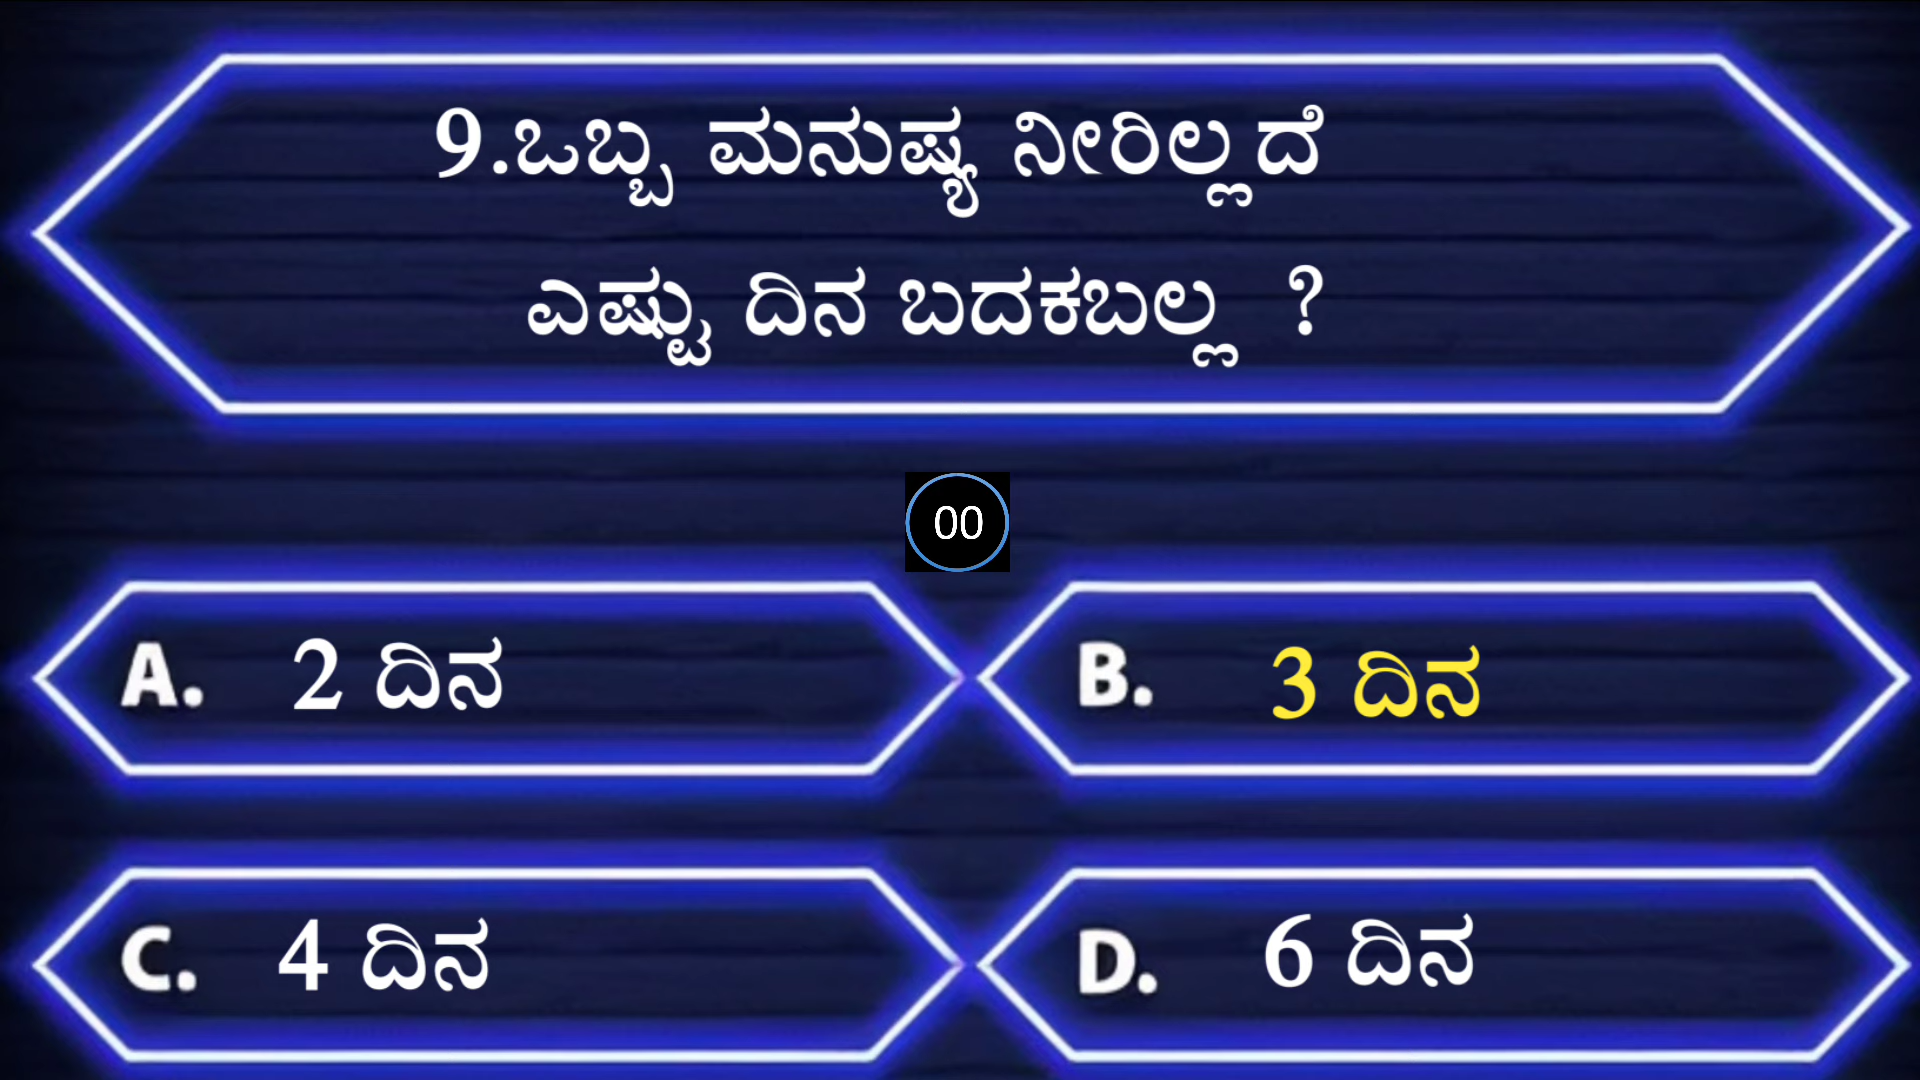 9.ಒಬ್ಬ ಮನುಷ್ಯ ನೀರಿಲ್ಲದೆ
ಎಷ್ಟು ದಿನ ಬದಕಬಲ್ಲ ?
00
A. 2 ದಿನ
B. 3 ದಿನ
C. 4 ದಿನ
D. 6 ದಿನ